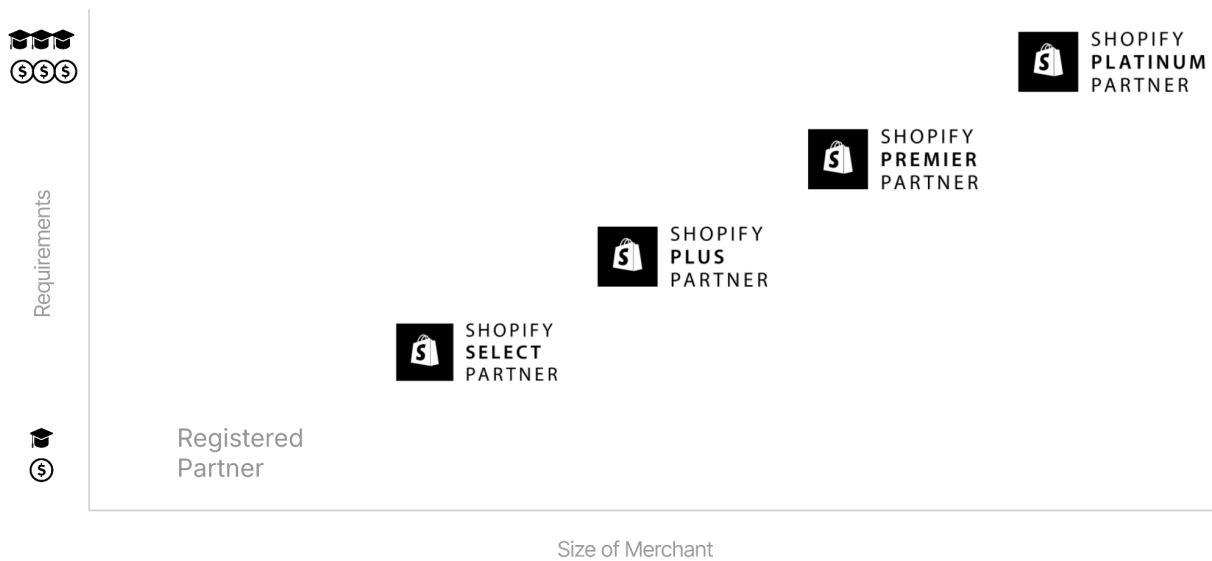 SHOPIFY
PLATINUM
PARTNER
SHOPIFY
PREMIER
PARTNER
SHOPIFY
PLUS
PARTNER
SHOPIFY
SELECT
PARTNER
Registered
Partner
Requirements
Size of Merchant